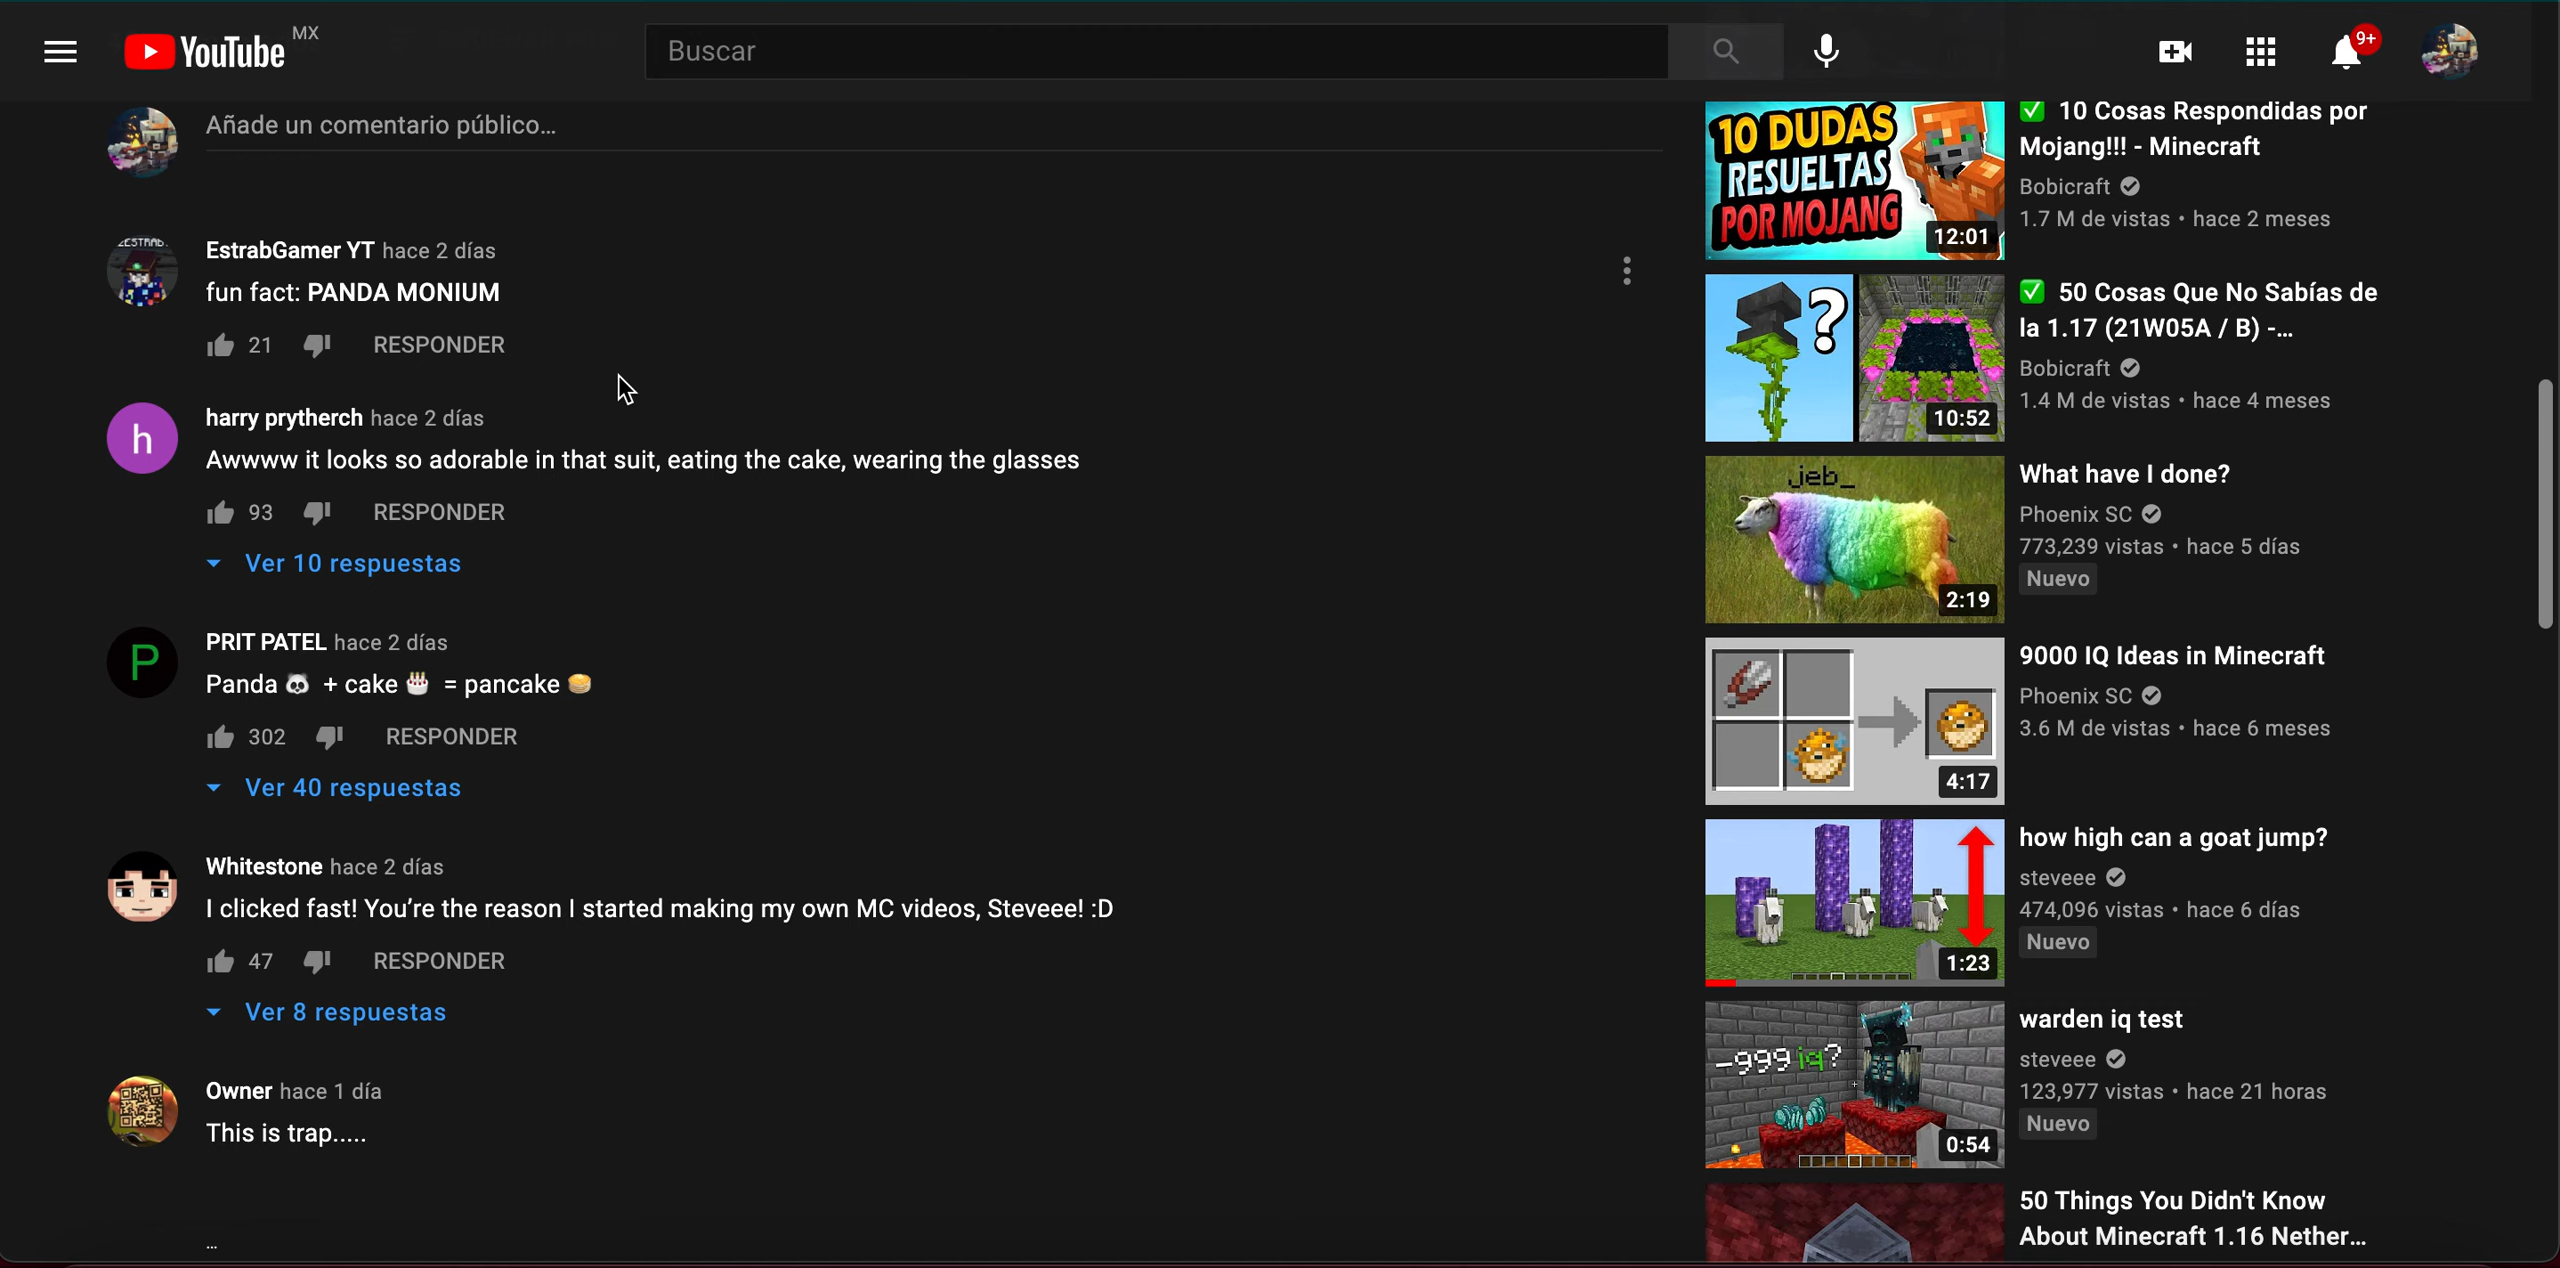 YouTube MX
Buscar
9+
Añade un comentario público...
EstrabGamer YT hace 2 días
fun fact: PANDA MONIUM
21 RESPONDER
h
harry prytherch hace 2 días
Awwww it looks so adorable in that suit, eating the cake, wearing the glasses
93 RESPONDER
Ver 10 respuestas
P
PRIT PATEL hace 2 días
Panda 🐼 + cake 🎂 = pancake 🥞
302 RESPONDER
Ver 40 respuestas
Whitestone hace 2 días
I clicked fast! You’re the reason I started making my own MC videos, Steveee! :D
47 RESPONDER
Ver 8 respuestas
Owner hace 1 día
This is trap.....
...
10 DUDAS
RESUELTAS
POR MOJANG
12:01
✅ 10 Cosas Respondidas por
Mojang!!! - Minecraft
Bobicraft
1.7 M de vistas • hace 2 meses
?
10:52
✅ 50 Cosas Que No Sabías de
la 1.17 (21W05A / B) -...
Bobicraft
1.4 M de vistas • hace 4 meses
jeb_
2:19
What have I done?
Phoenix SC
773,239 vistas • hace 5 días
Nuevo
4:17
9000 IQ Ideas in Minecraft
Phoenix SC
3.6 M de vistas • hace 6 meses
1:23
how high can a goat jump?
steveee
474,096 vistas • hace 6 días
Nuevo
-999 iq?
0:54
warden iq test
steveee
123,977 vistas • hace 21 horas
Nuevo
50 Things You Didn't Know
About Minecraft 1.16 Nether...